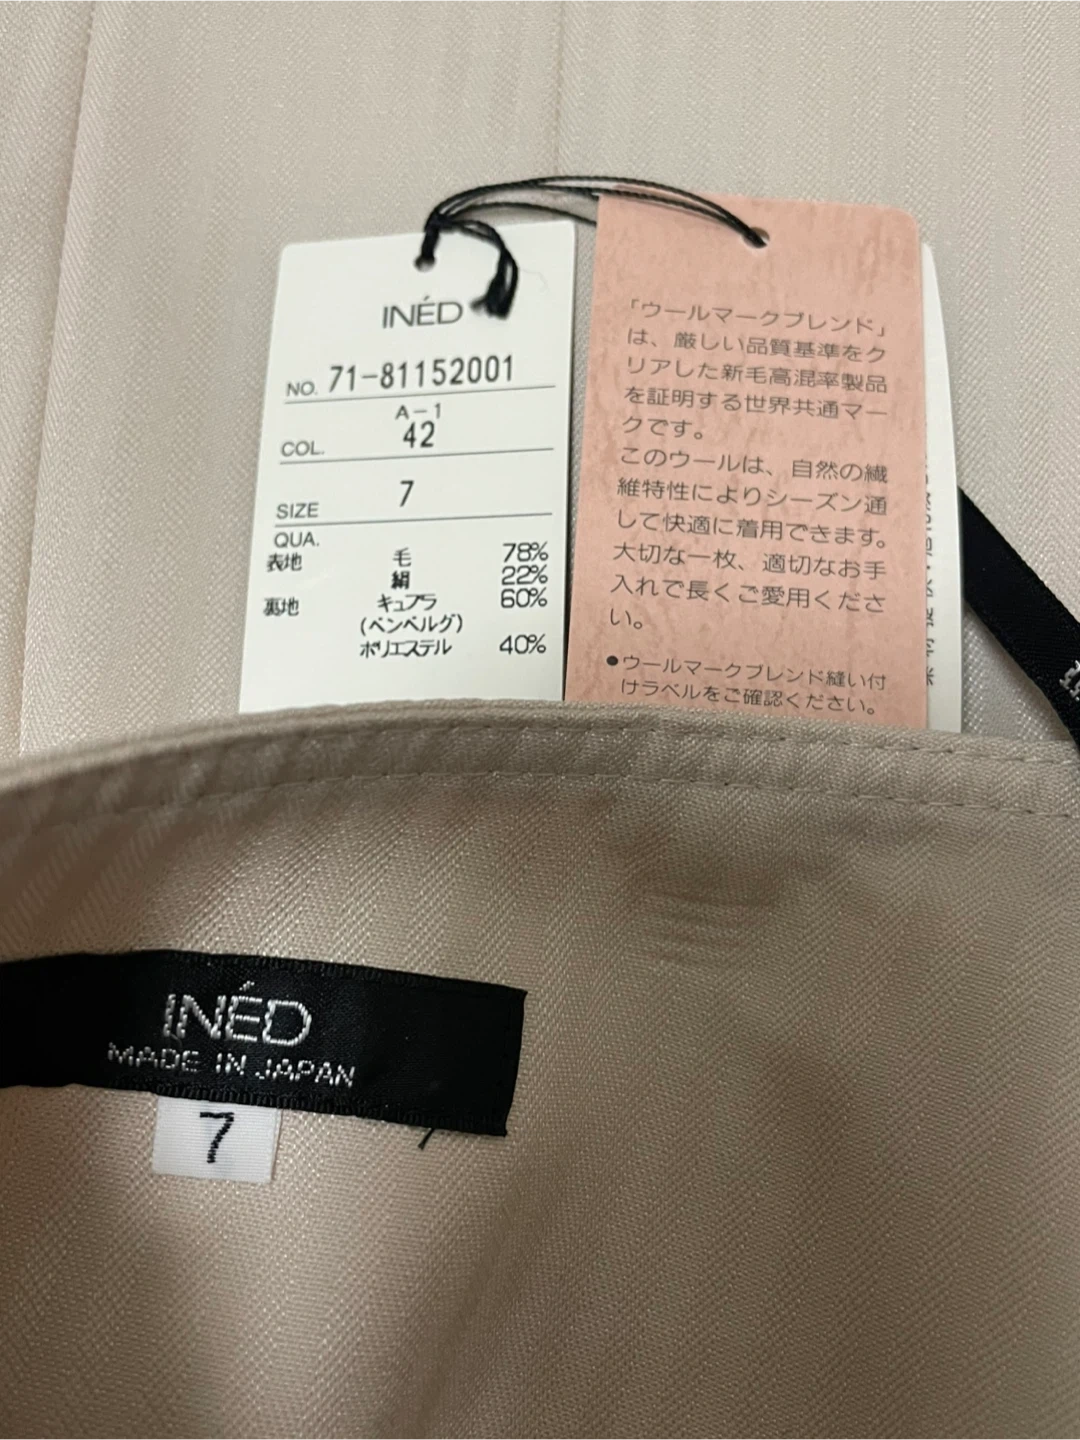 INÉD
NO. 71-81152001
A-1
COL. 42
SIZE 7
QUA.
表地 毛 78%
絹 22%
裏地 キュプラ 60%
(ベンベルグ)
ポリエステル 40%
「ウールマークブレンド」
は、厳しい品質基準をク
リアした新毛高混率製品
を証明する世界共通マー
クです。
このウールは、自然の繊
維特性によりシーズン通
して快適に着用できます。
大切な一枚、適切なお手
入れで長くご愛用くださ
い。
●ウールマークブレンド縫い付
けラベルをご確認ください。
INÉD
MADE IN JAPAN
7